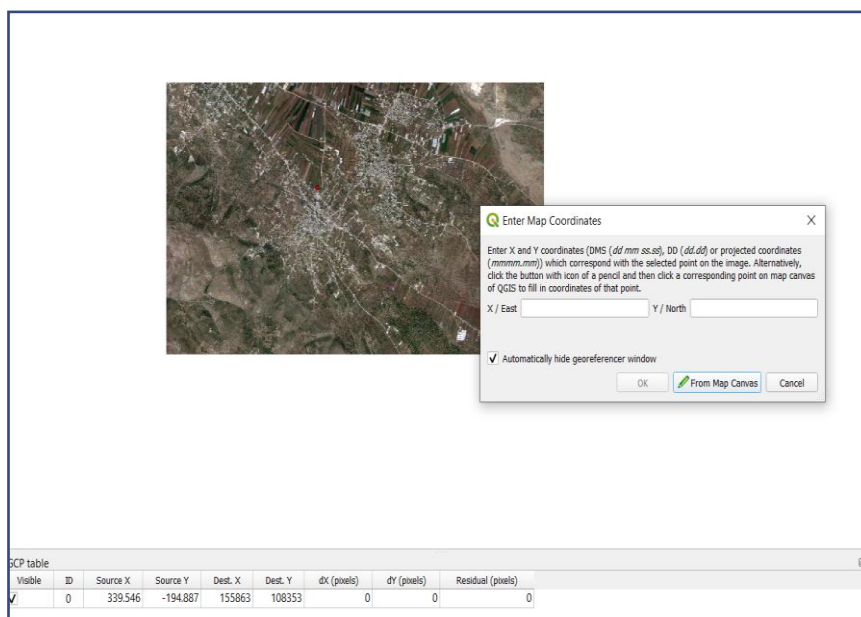 Enter Map Coordinates
Enter X and Y coordinates (DMS (dd mm ss.ss), DD (dd.dd) or projected coordinates
(mmmm.mm)) which correspond with the selected point on the image. Alternatively,
click the button with icon of a pencil and then click a corresponding point on map canvas
of QGIS to fill in coordinates of that point.
X / East Y / North
Automatically hide georeferencer window
OK From Map Canvas Cancel
GCP table
Visible ID Source X Source Y Dest. X Dest. Y dX (pixels) dY (pixels) Residual (pixels)
0 339.546 -194.887 155863 108353 0 0 0